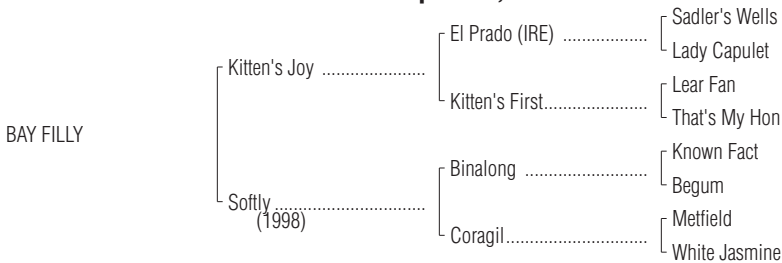 Sadler's Wells
El Prado (IRE) ..................
Lady Capulet
Kitten's Joy ......................
Lear Fan
Kitten's First......................
That's My Hon
BAY FILLY
Known Fact
Binalong ..........................
Begum
Softly ................................
(1998)
Metfield
Coragil..............................
White Jasmine